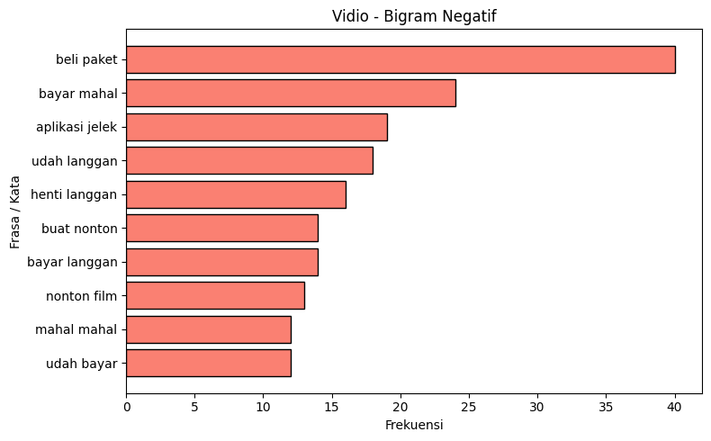 Vidio - Bigram Negatif
Frasa / Kata
beli paket
bayar mahal
aplikasi jelek
udah langgan
henti langgan
buat nonton
bayar langgan
nonton film
mahal mahal
udah bayar
0 5 10 15 20 25 30 35 40
Frekuensi